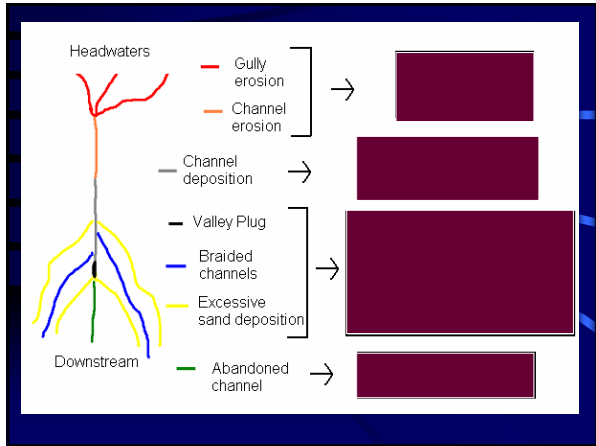 Headwaters
Gully
erosion
Channel
erosion
Channel
deposition
Valley Plug
Braided
channels
Excessive
sand deposition
Downstream
Abandoned
channel